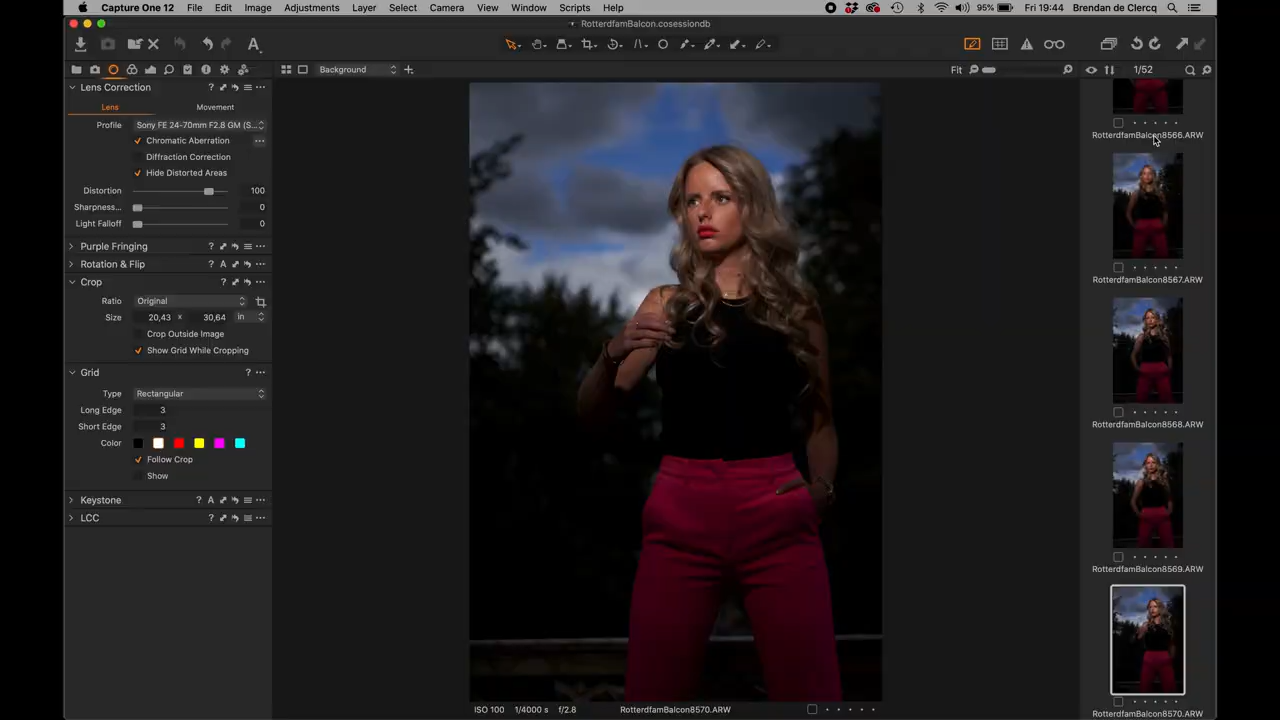 Capture One 12 File Edit Image Adjustments Layer Select Camera View Window Scripts Help 95% Fri 19:44 Brendan de Clercq
RotterdfamBalcon.cosessiondb
Background
Fit
1/52
Lens Correction ?
Lens Movement
Profile Sony FE 24-70mm F2.8 GM (S...
Chromatic Aberration
Diffraction Correction
Hide Distorted Areas
Distortion 100
Sharpness... 0
Light Falloff 0
Purple Fringing ?
Rotation & Flip ? A
Crop ?
Ratio Original
Size 20,43 x 30,64 in
Crop Outside Image
Show Grid While Cropping
Grid ?
Type Rectangular
Long Edge 3
Short Edge 3
Color
Follow Crop
Show
Keystone ? A
LCC ?
ISO 100 1/4000 s f/2.8 RotterdfamBalcon8570.ARW
RotterdfamBalcon8566.ARW
RotterdfamBalcon8567.ARW
RotterdfamBalcon8568.ARW
RotterdfamBalcon8569.ARW
RotterdfamBalcon8570.ARW